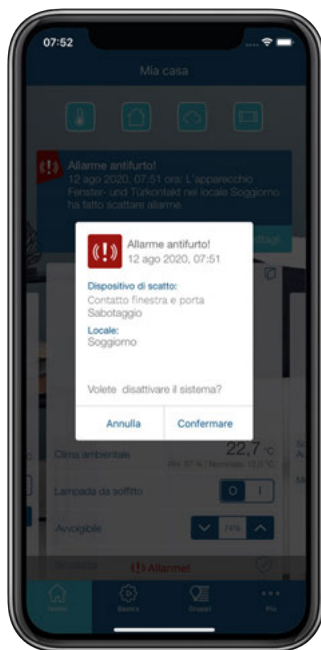 07:52
Mia casa
Allarme antifurto!
12 ago 2020, 07:51 ora: L'apparecchio
Fenster- und Türkontakt nel locale Soggiorno
ha fatto scattare allarme.
Allarme antifurto!
12 ago 2020, 07:51
Dispositivo di scatto:
Contatto finestra e porta
Sabotaggio
Locale:
Soggiorno
Volete disattivare il sistema?
Annulla Confermare
Clima ambientale 22,7 °C
Lampada da soffitto O I
Avvolgibile
Allarme!
Home Basics Gruppi Più